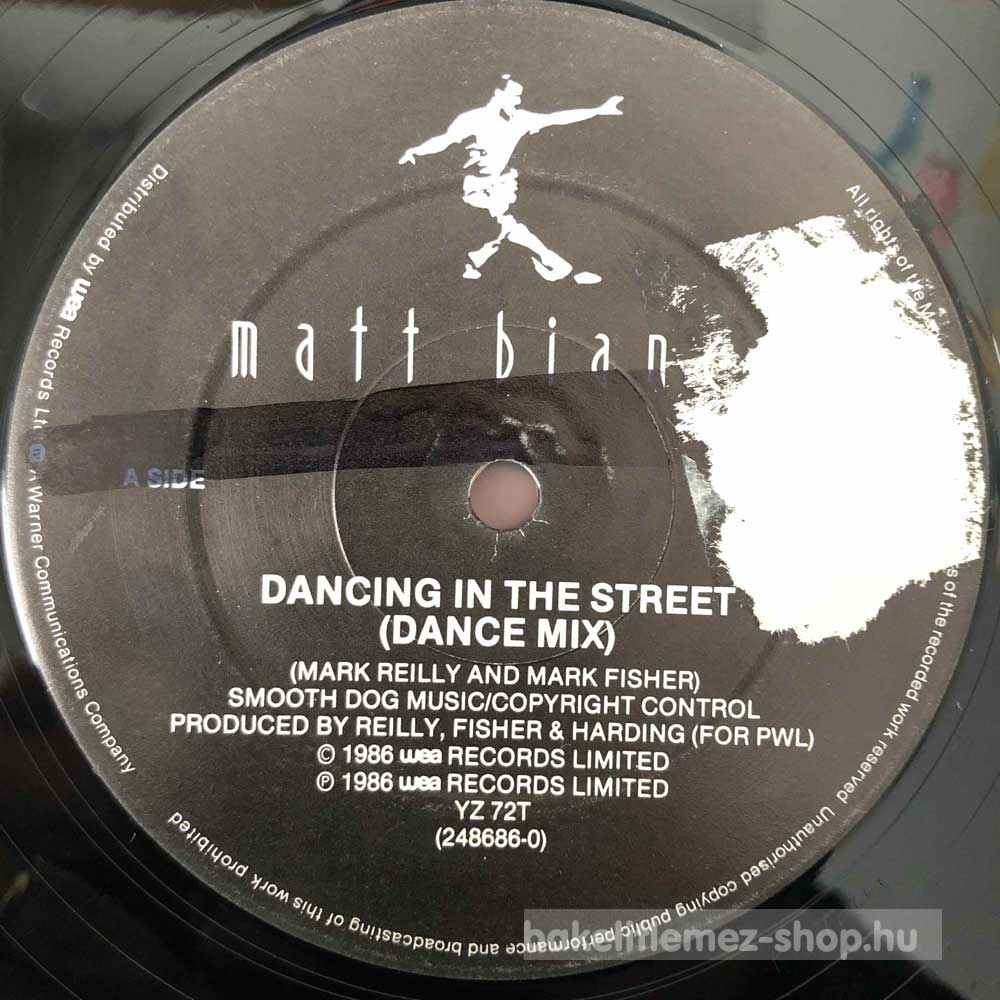 matt bian
A SIDE
DANCING IN THE STREET
(DANCE MIX)
(MARK REILLY AND MARK FISHER)
SMOOTH DOG MUSIC/COPYRIGHT CONTROL
PRODUCED BY REILLY, FISHER & HARDING (FOR PWL)
© 1986 wea RECORDS LIMITED
℗ 1986 wea RECORDS LIMITED
YZ 72T
(248686-0)
Distributed by wea Records Lt. A Warner Communications Company
All rights of the
of the recorded work reserved. Unauthorised copying public performance and broadcasting of this work prohibited
bakelitlemez-shop.hu